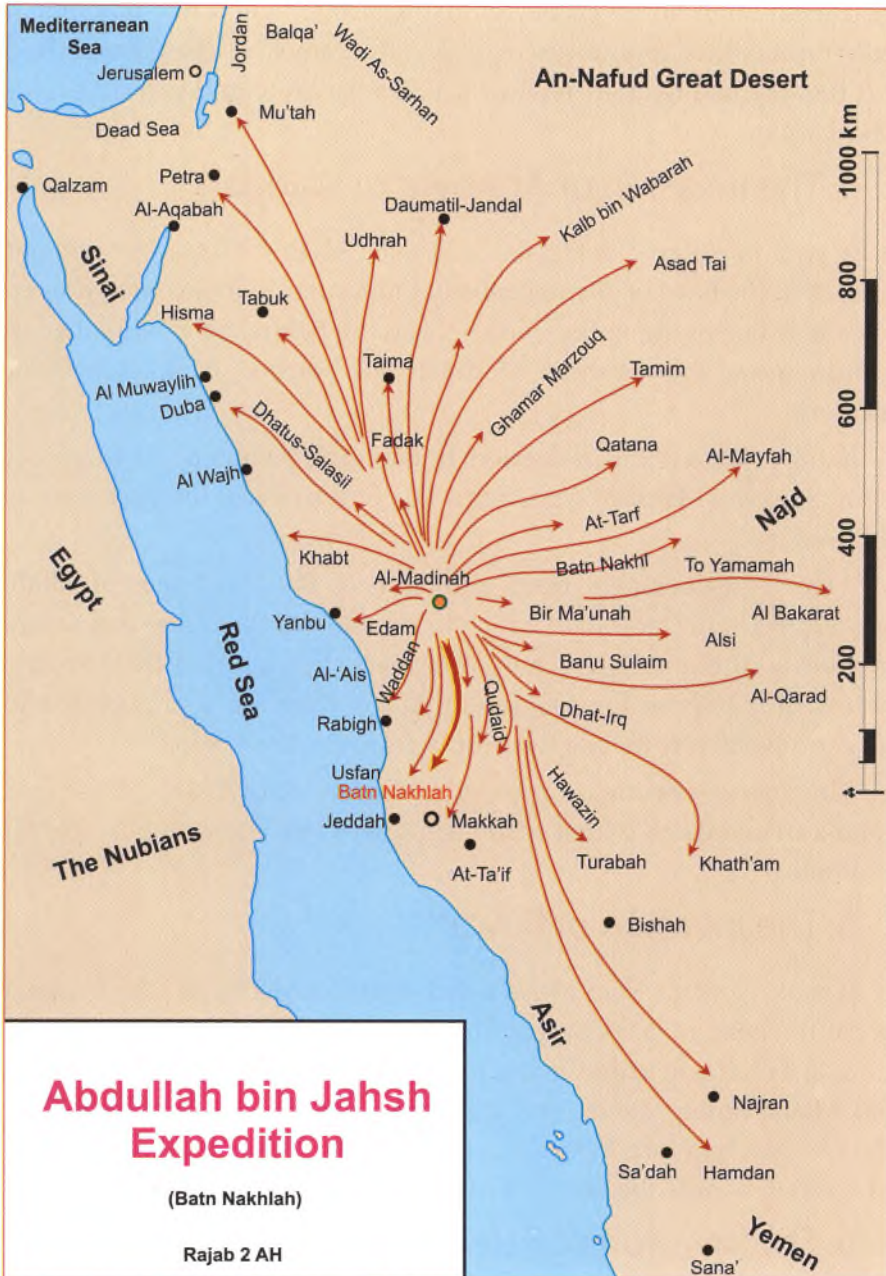 Mediterranean
Sea
Jordan
Balqa'
Wadi As-Sarhan
An-Nafud Great Desert
Jerusalem
Mu'tah
Dead Sea
1000 km
Petra
Qalzam
Al-Aqabah
Daumatil-Jandal
Kalb bin Wabarah
Udhrah
Asad Tai
Sinai
Tabuk
800
Hisma
Taima
Tamim
Al Muwaylih
Duba
Ghamar Marzouq
600
Dhatus-Salasil
Fadak
Qatana
Al-Mayfah
Al Wajh
Najd
At-Tarf
400
Khabt
Batn Nakhl
To Yamamah
Egypt
Al-Madinah
Yanbu
Edam
Bir Ma'unah
Al Bakarat
Red Sea
Alsi
Al-'Ais
Waddan
Banu Sulaim
200
Al-Qarad
Rabigh
Qudaid
Dhat-Irq
Usfan
Batn Nakhlah
Hawazin
Jeddah
Makkah
The Nubians
At-Ta'if
Turabah
Khath'am
Bishah
Asir
Abdullah bin Jahsh
Expedition
(Batn Nakhlah)
Rajab 2 AH
Najran
Sa'dah
Hamdan
Yemen
Sana'